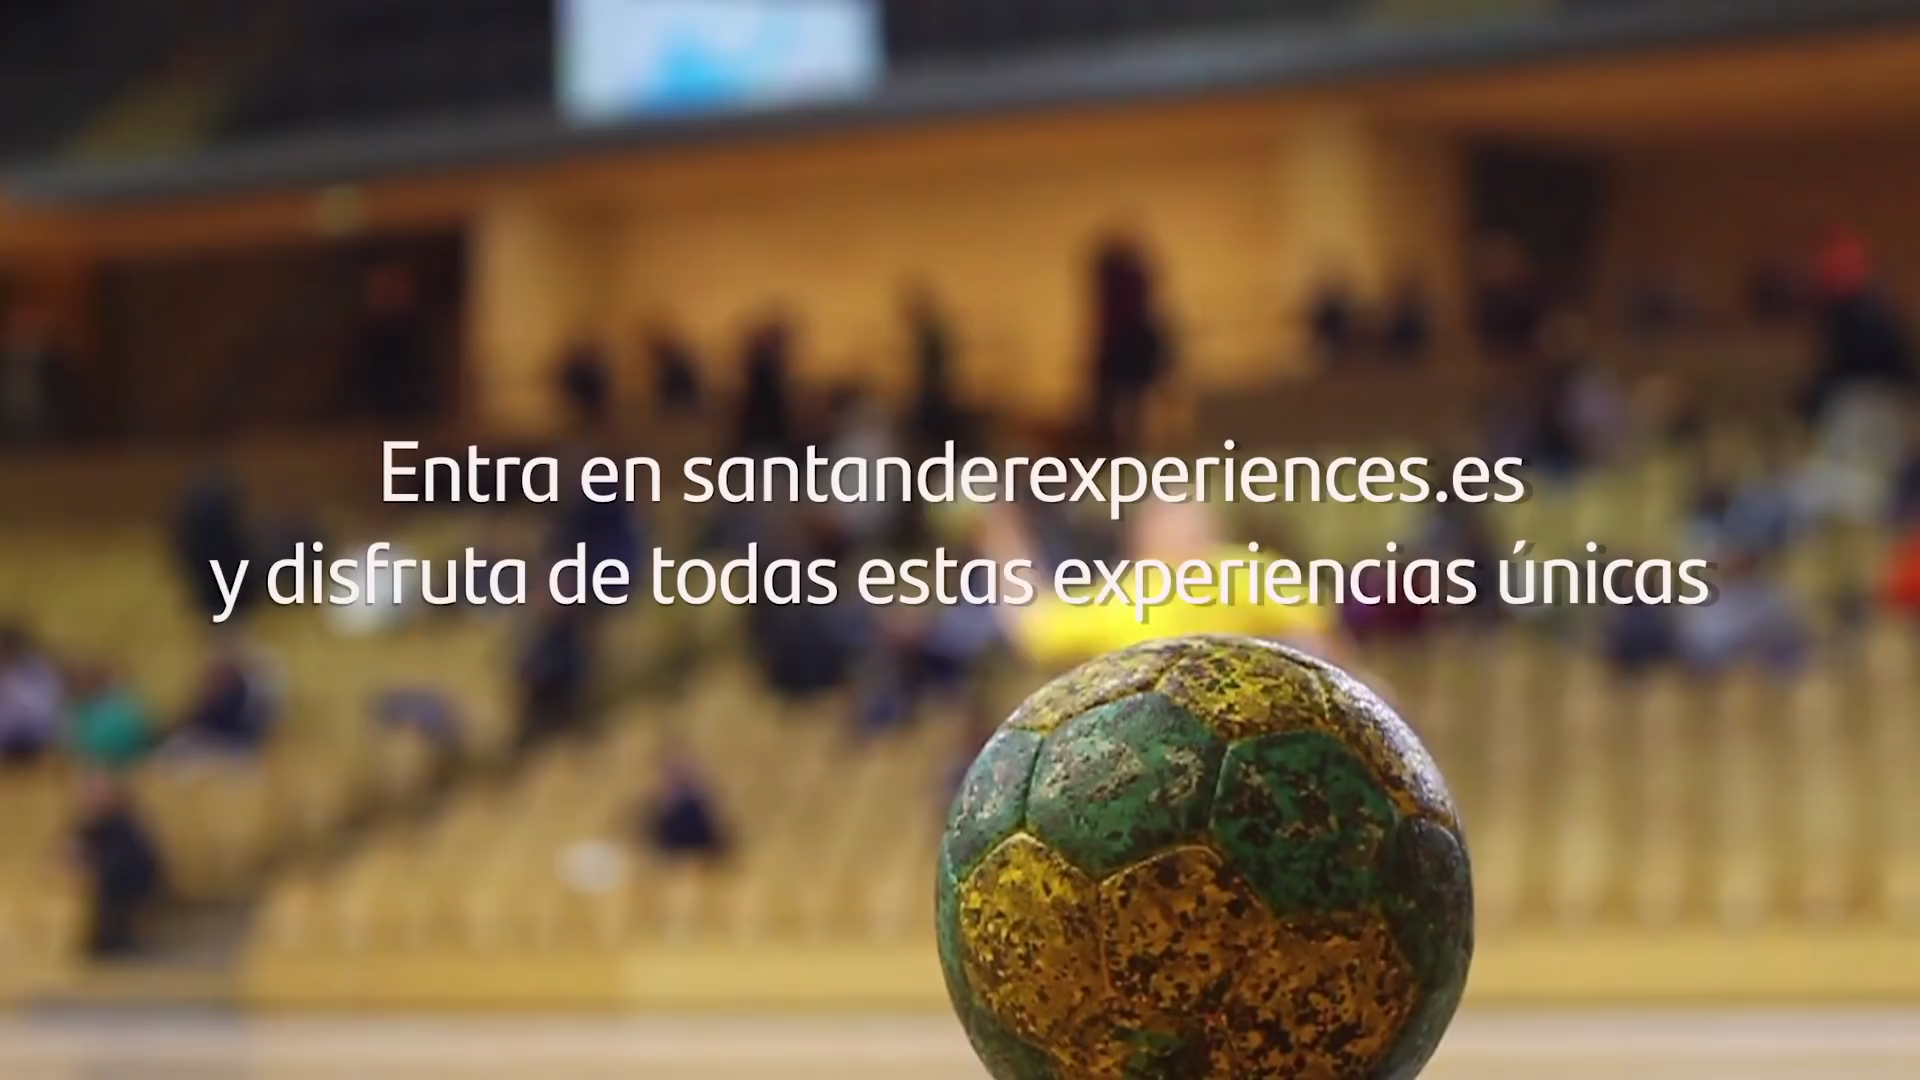 Entra en santanderexperiences.es
y disfruta de todas estas experiencias únicas